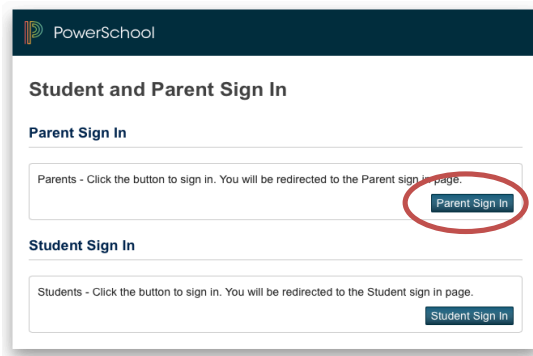 PowerSchool
Student and Parent Sign In
Parent Sign In
Parents - Click the button to sign in. You will be redirected to the Parent sign in page.
Parent Sign In
Student Sign In
Students - Click the button to sign in. You will be redirected to the Student sign in page.
Student Sign In